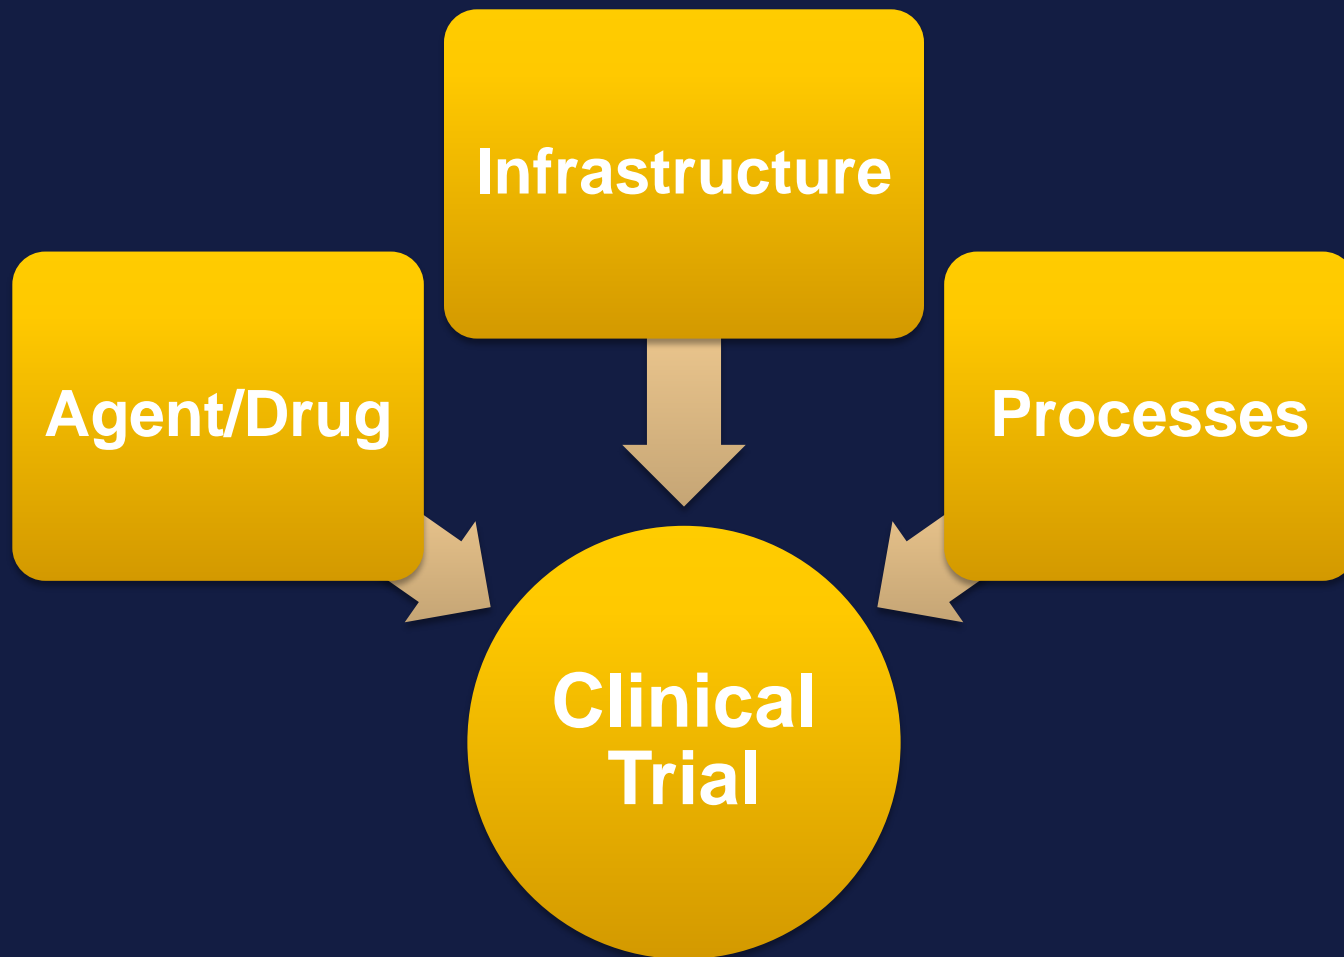 Infrastructure
Agent/Drug
Processes
Clinical
Trial